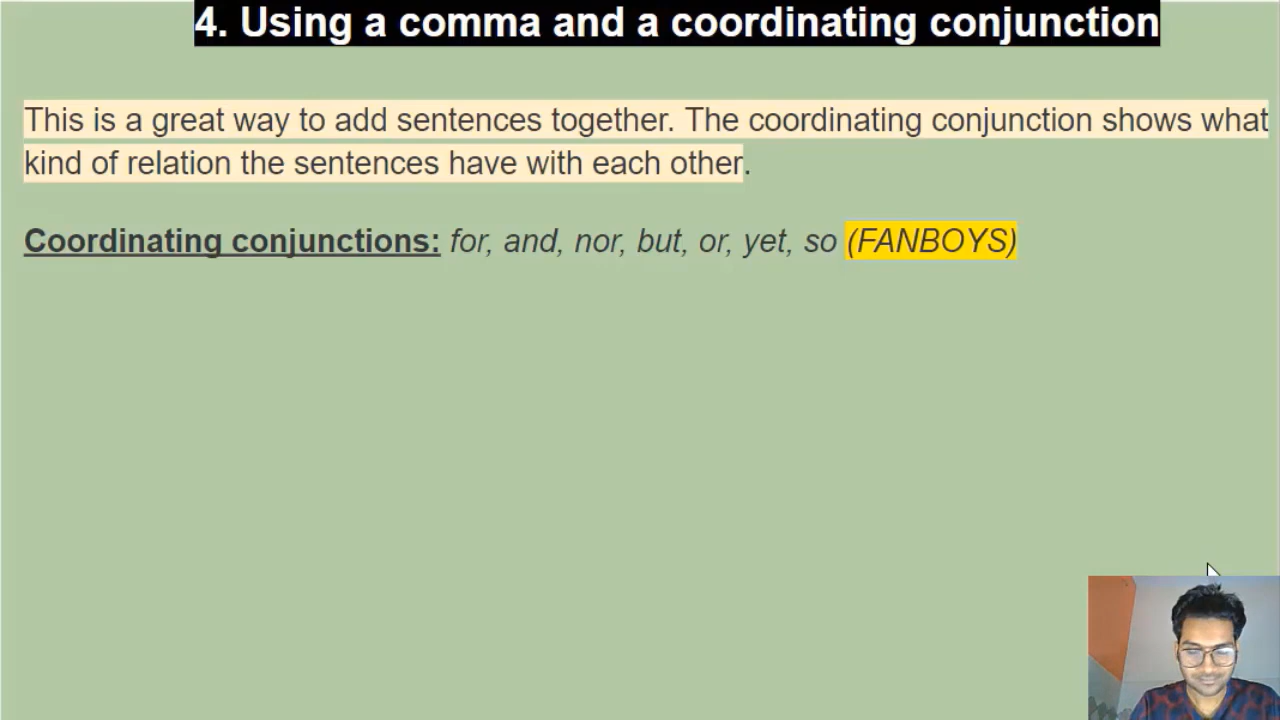 4. Using a comma and a coordinating conjunction
This is a great way to add sentences together. The coordinating conjunction shows what
kind of relation the sentences have with each other.
Coordinating conjunctions: for, and, nor, but, or, yet, so (FANBOYS)